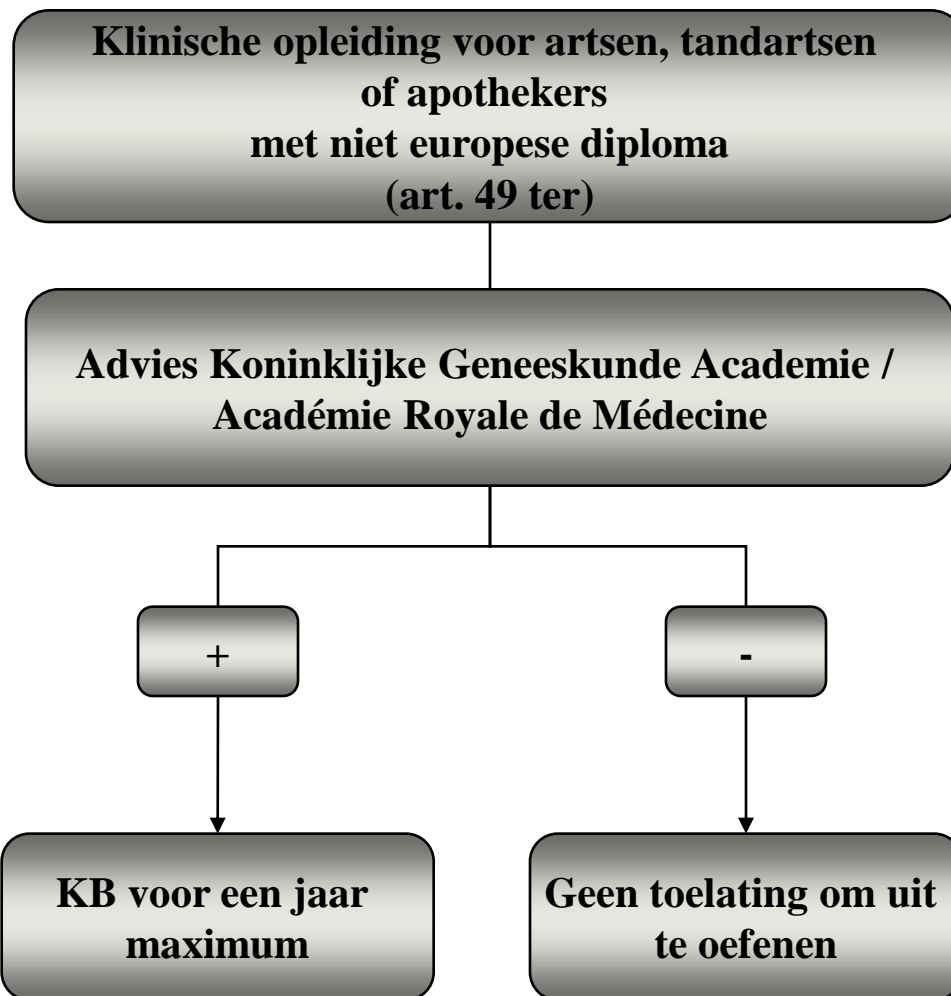 Klinische opleiding voor artsen, tandartsen
of apothekers
met niet europese diploma
(art. 49 ter)
Advies Koninklijke Geneeskunde Academie /
Académie Royale de Médecine
+
-
KB voor een jaar
maximum
Geen toelating om uit
te oefenen